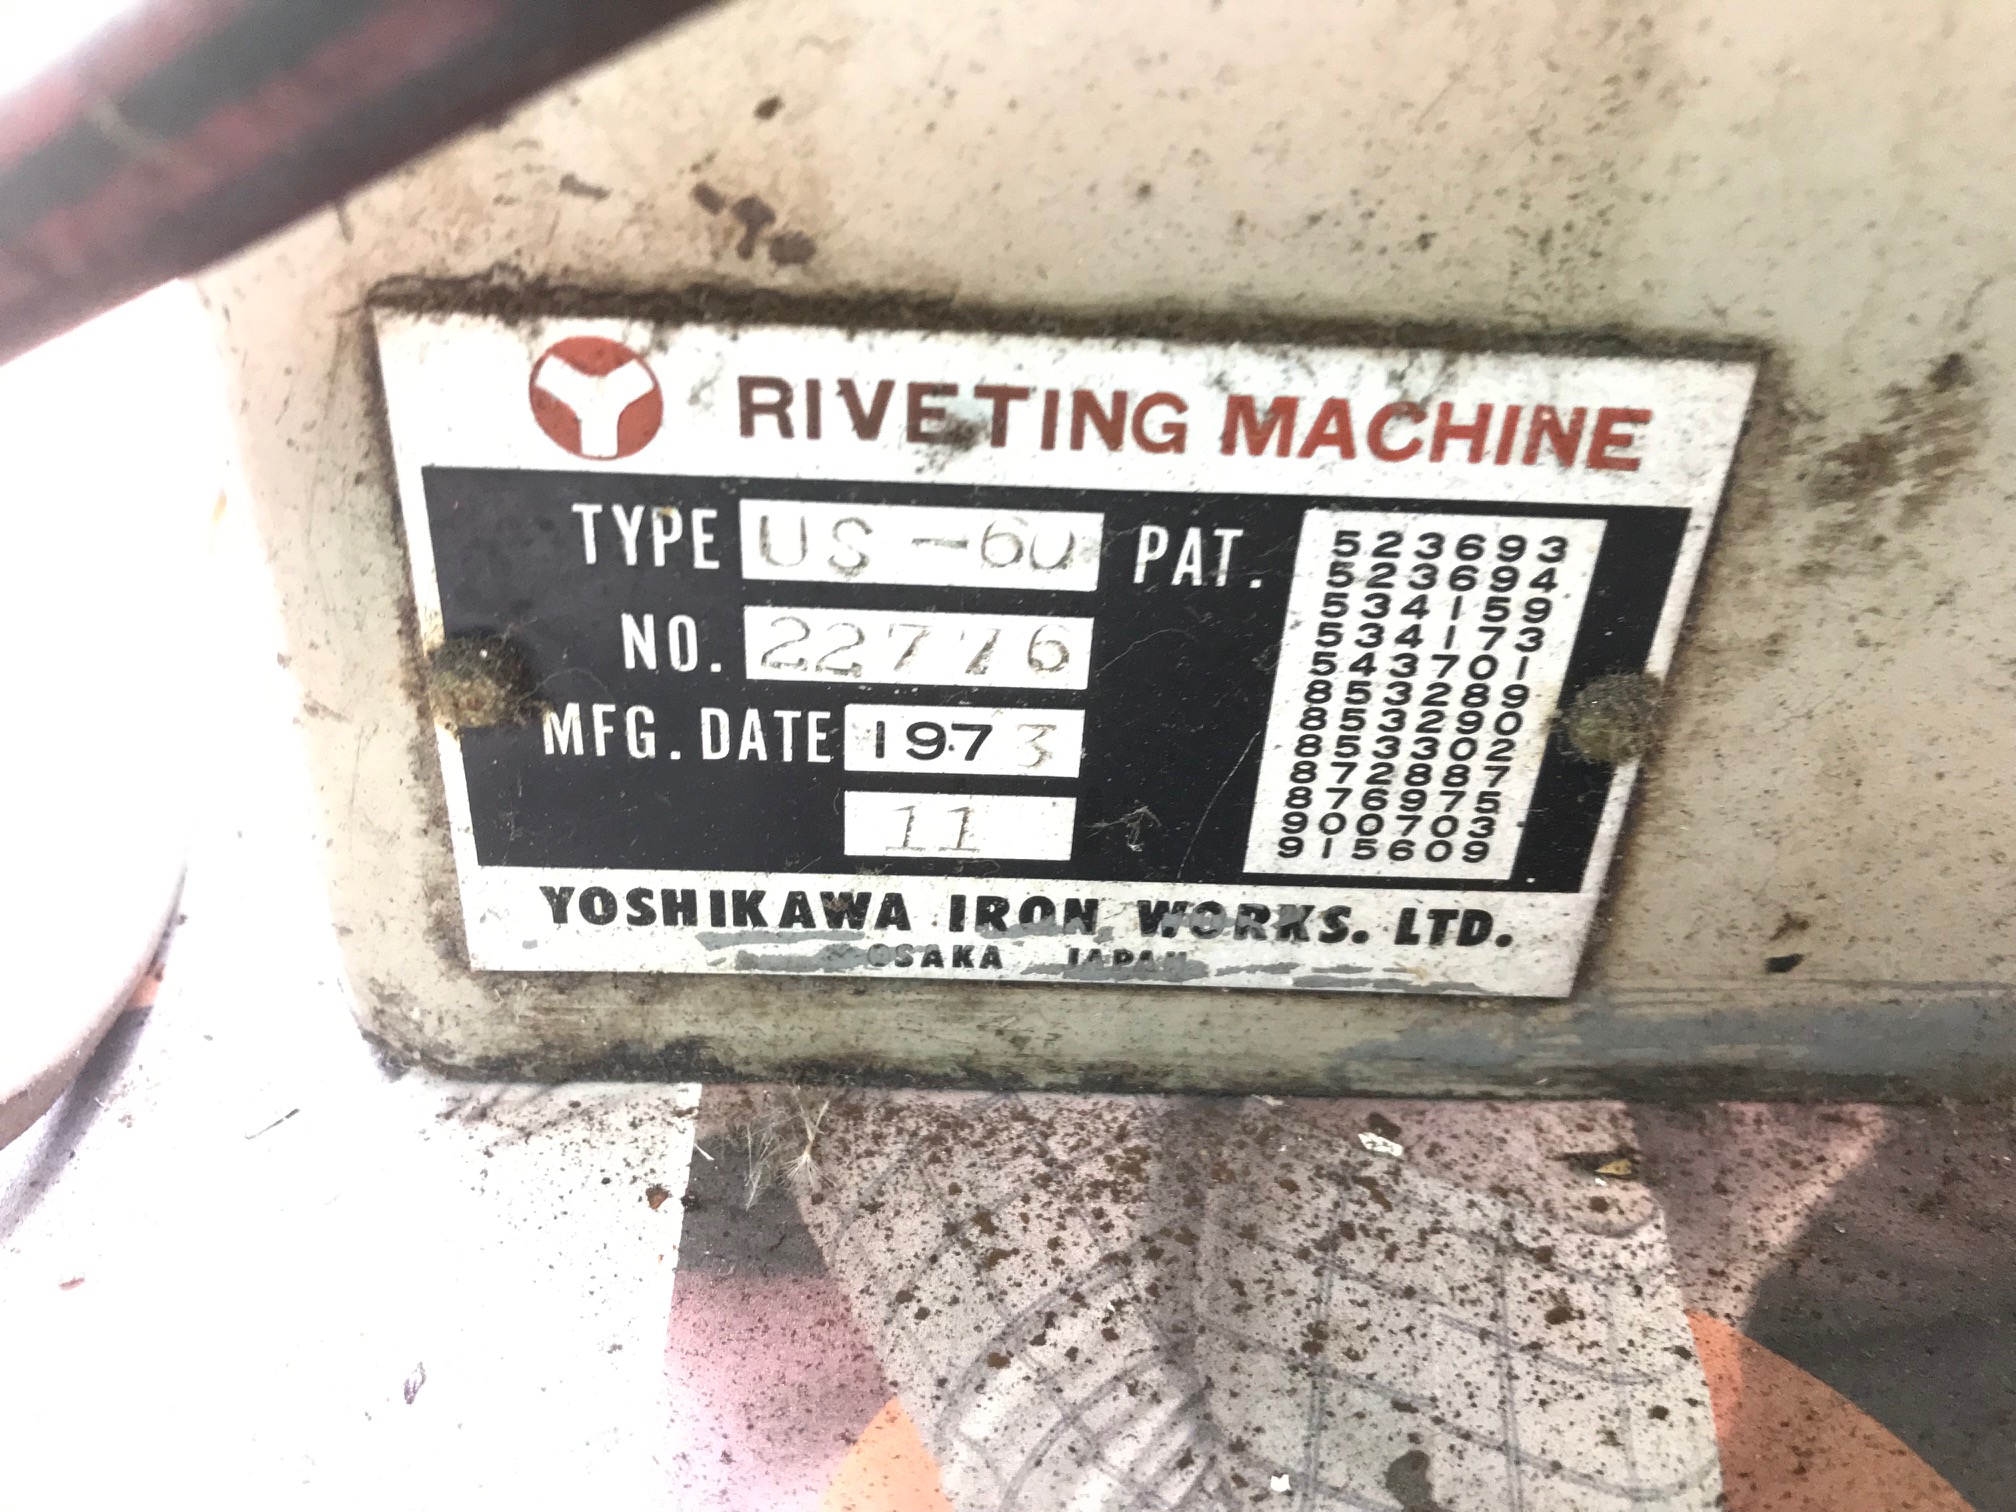 RIVETING MACHINE
TYPE US-60 PAT.
NO. 22776
MFG. DATE 1973
11
523693
523694
534159
534173
543701
853289
853290
853302
872887
876975
900703
915609
YOSHIKAWA IRON WORKS. LTD.
OSAKA JAPAN